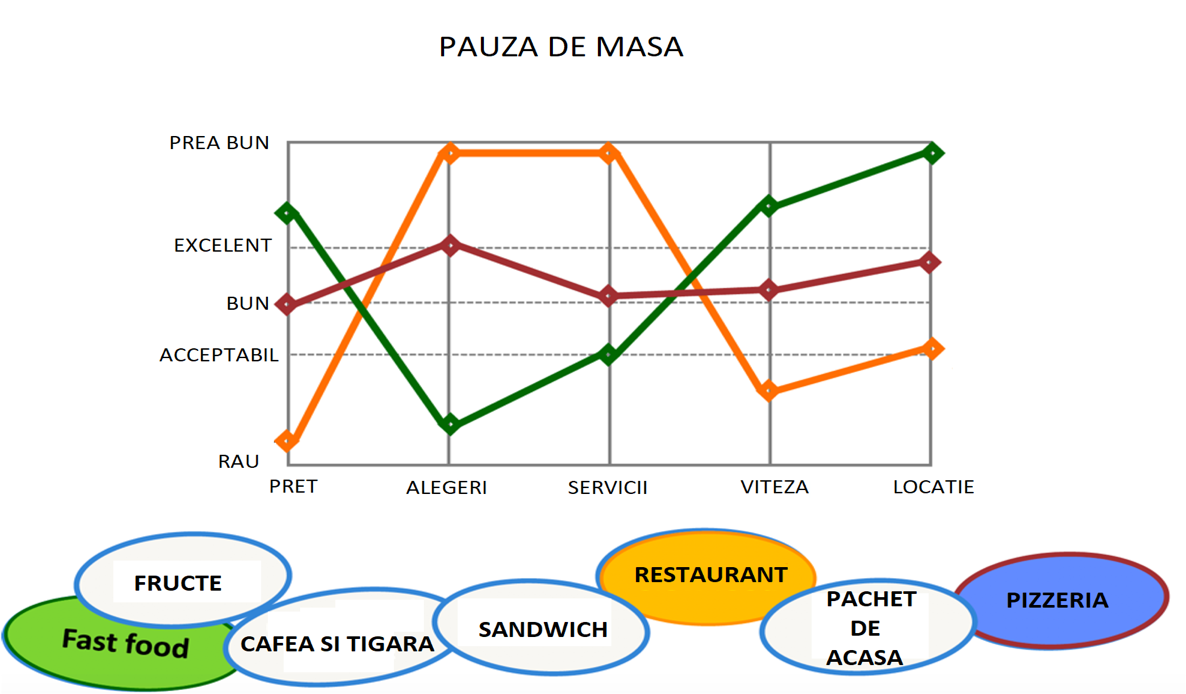 PAUZA DE MASA
PREA BUN
EXCELENT
BUN
ACCEPTABIL
RAU
PRET
ALEGERI
SERVICII
VITEZA
LOCATIE
FRUCTE
Fast food
CAFEA SI TIGARA
SANDWICH
RESTAURANT
PACHET
DE
ACASA
PIZZERIA